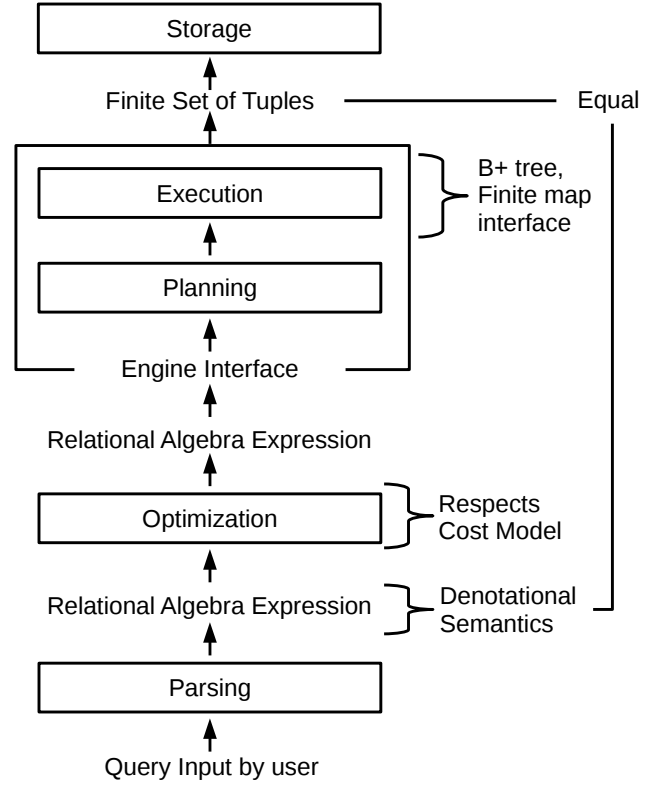 Storage
Finite Set of Tuples
Equal
Execution
B+ tree,
Finite map
interface
Planning
Engine Interface
Relational Algebra Expression
Optimization
Respects
Cost Model
Relational Algebra Expression
Denotational
Semantics
Parsing
Query Input by user